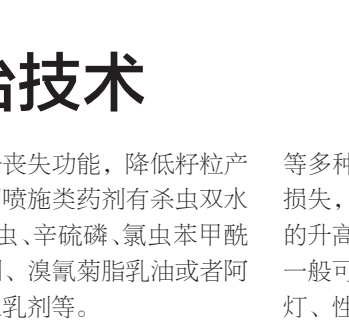 治技术
丧失功能，降低籽粒产
喷施类药剂有杀虫双水
虫、辛硫磷、氯虫苯甲酰
、溴氰菊脂乳油或者阿
乳剂等。
等多种
损失，
的升高
一般可
灯、性